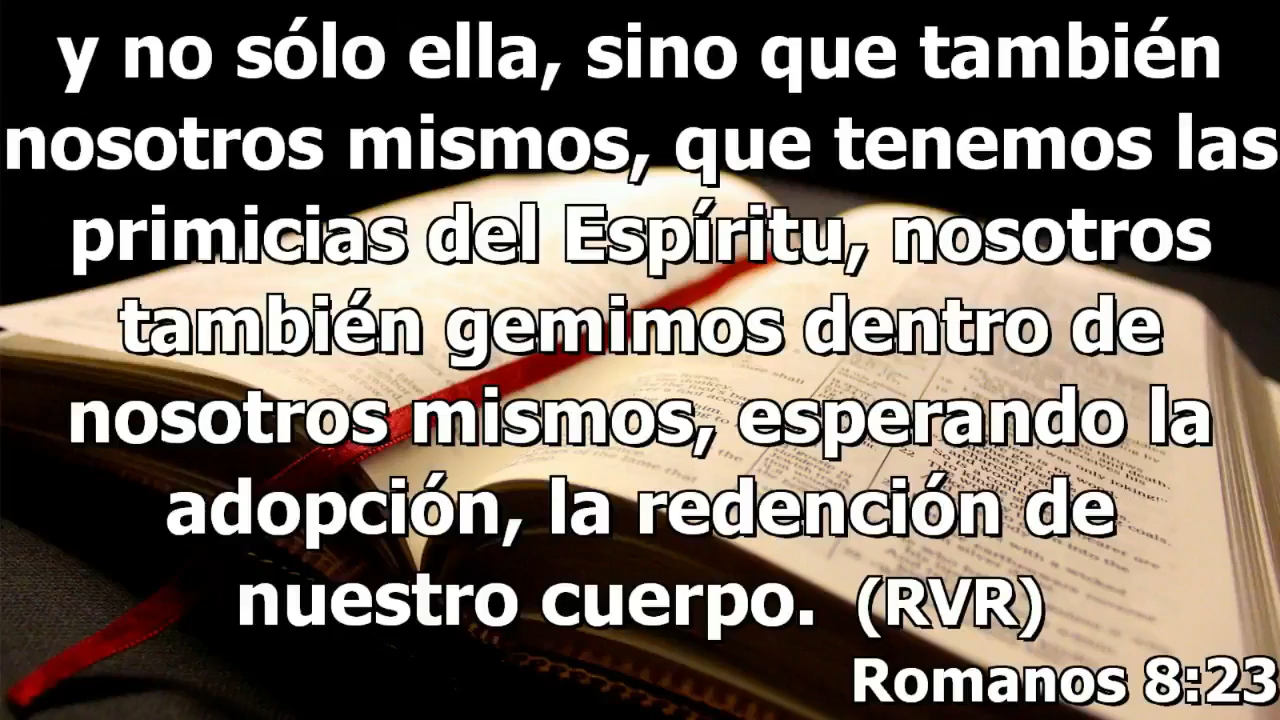 y no sólo ella, sino que también
nosotros mismos, que tenemos las
primicias del Espíritu, nosotros
también gemimos dentro de
nosotros mismos, esperando la
adopción, la redención de
nuestro cuerpo. (RVR)
Romanos 8:23